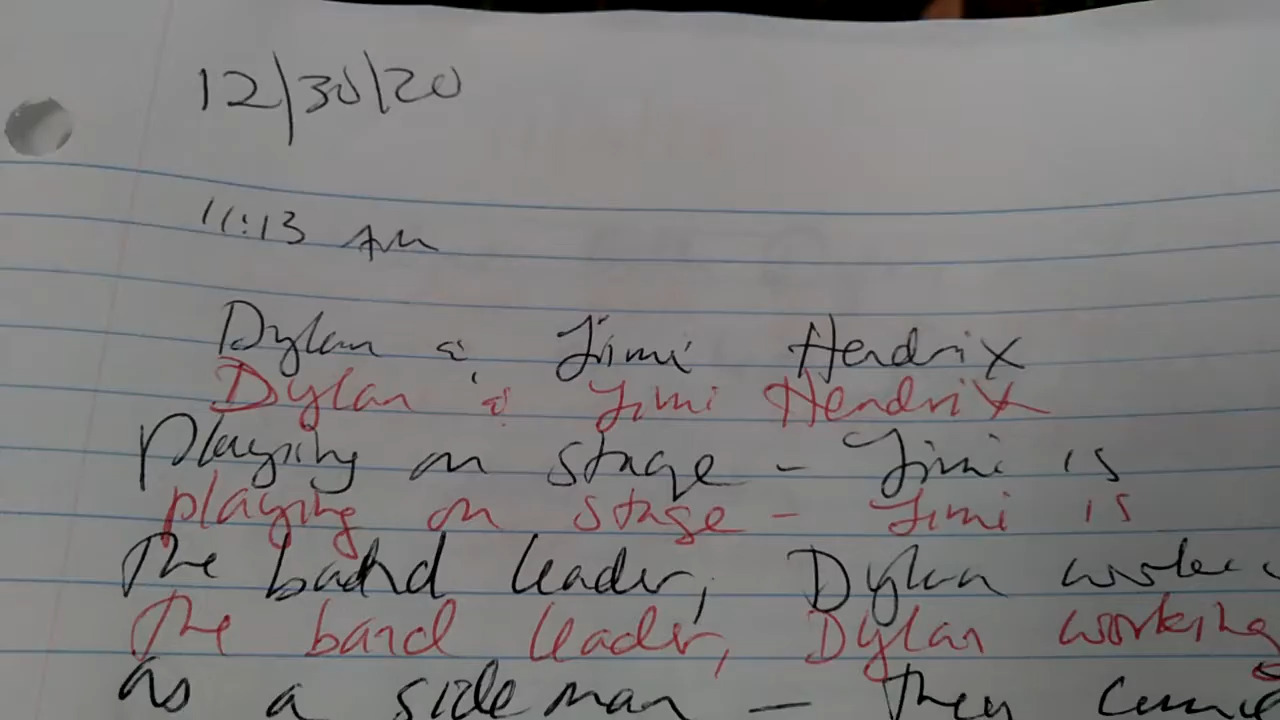 12/30/20
11:13 AM
Dylan & Jimi Hendrix
Dylan & Jimi Hendrix
Playing on stage - Jimi is
playing on stage - Jimi is
The band leader, Dylan
The band leader, Dylan working
as a side man - They